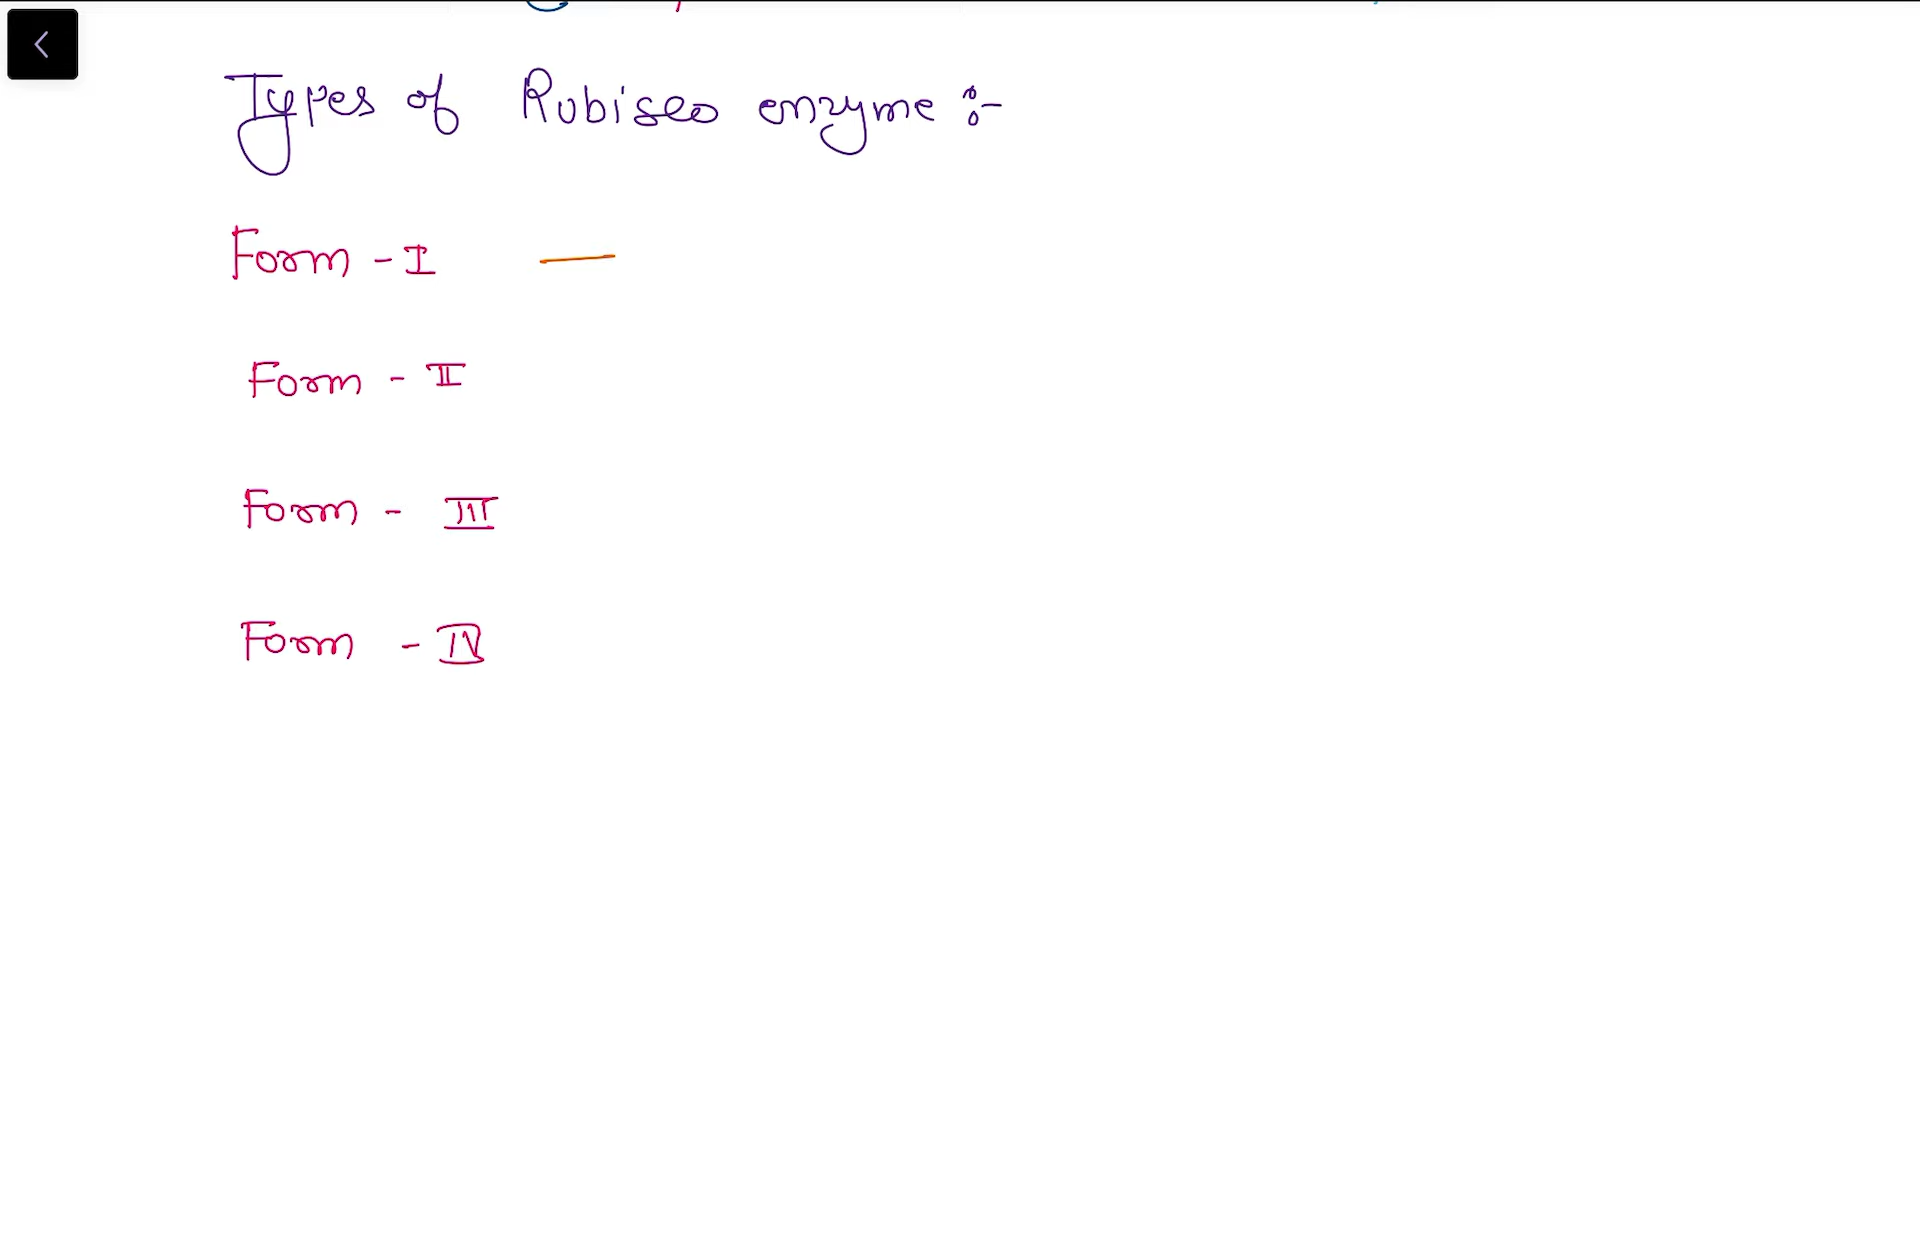 Types of Rubisco enzyme :-
Form - I —
Form - II
Form - III
Form - IV